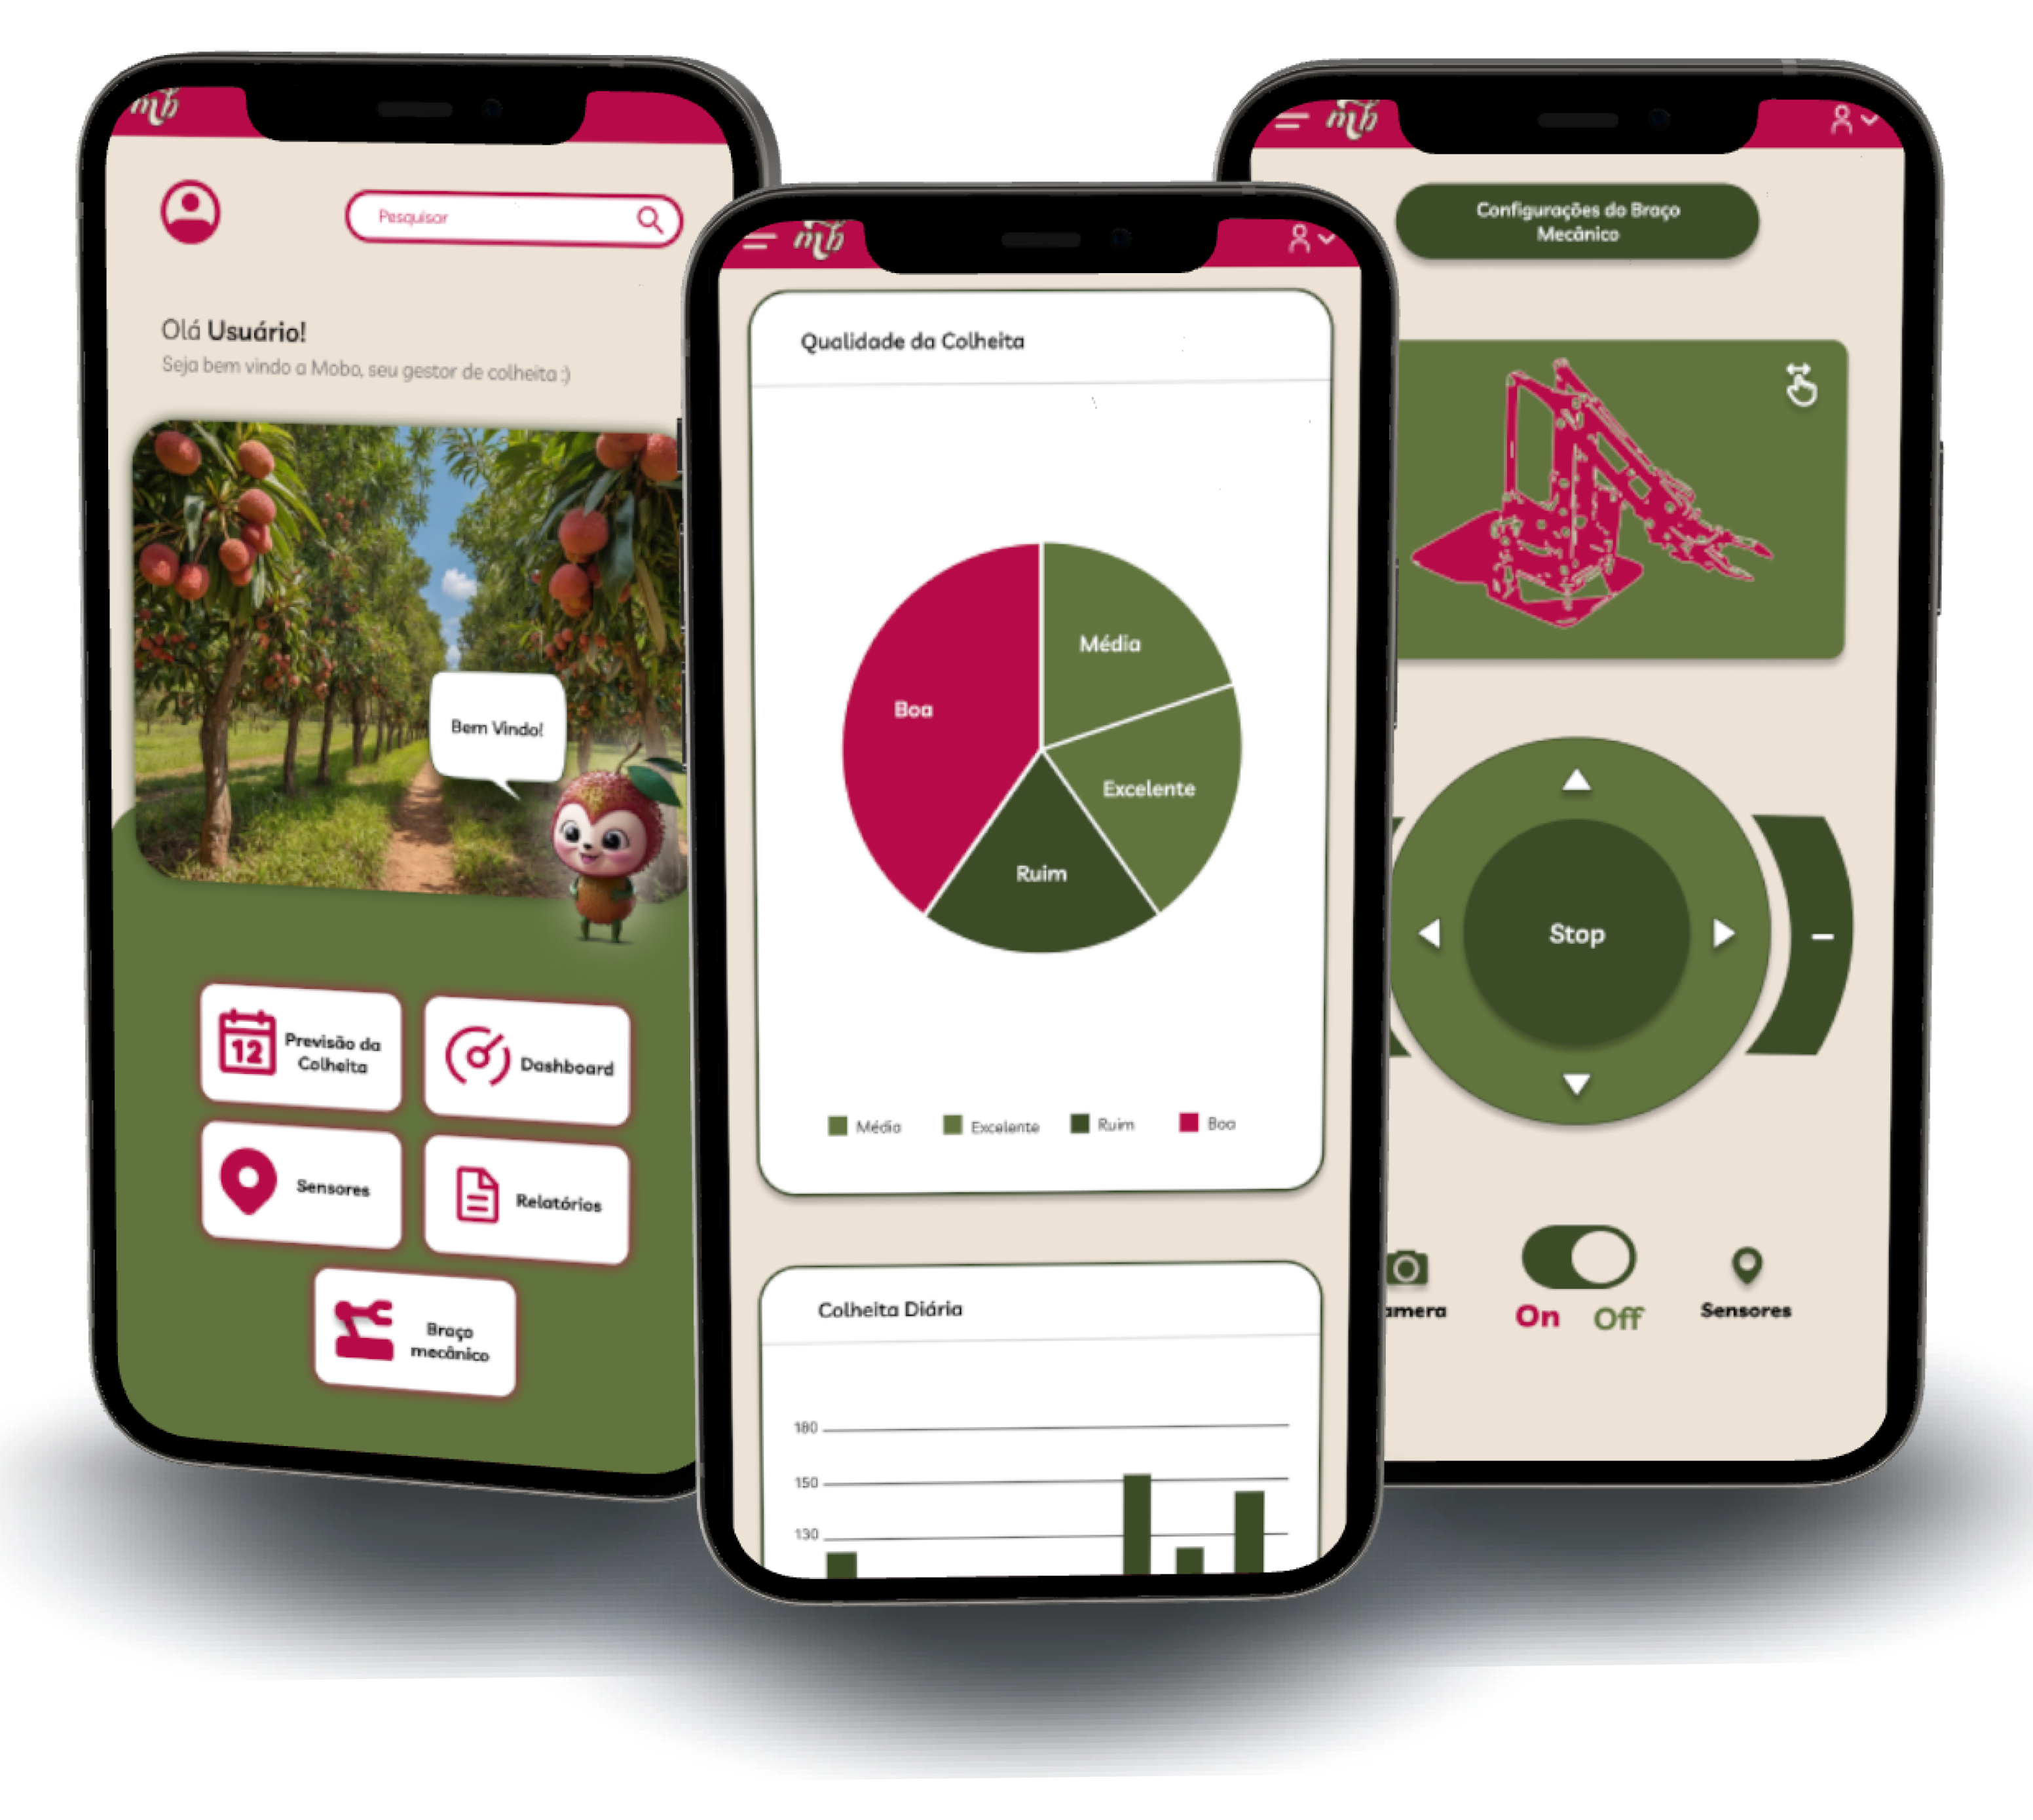 mb
Pesquisar
Olá Usuário!
Seja bem vindo a Mobo, seu gestor de colheita :)
Bem Vindo!
12
Previsão da
Colheita
Dashboard
Sensores
Relatórios
Braço
mecânico
mb
Qualidade da Colheita
Média
Boa
Excelente
Ruim
Média
Excelente
Ruim
Boa
Colheita Diária
180
150
130
mb
Configurações do Braço
Mecânico
Stop
–
amera
On
Off
Sensores